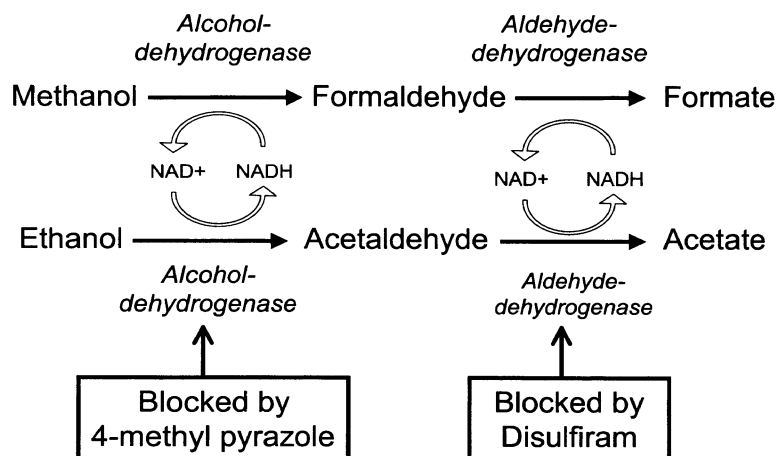 Alcohol-
dehydrogenase
Aldehyde-
dehydrogenase
Methanol
Formaldehyde
Formate
NAD+
NADH
NAD+
NADH
Ethanol
Acetaldehyde
Acetate
Alcohol-
dehydrogenase
Aldehyde-
dehydrogenase
Blocked by
4-methyl pyrazole
Blocked by
Disulfiram